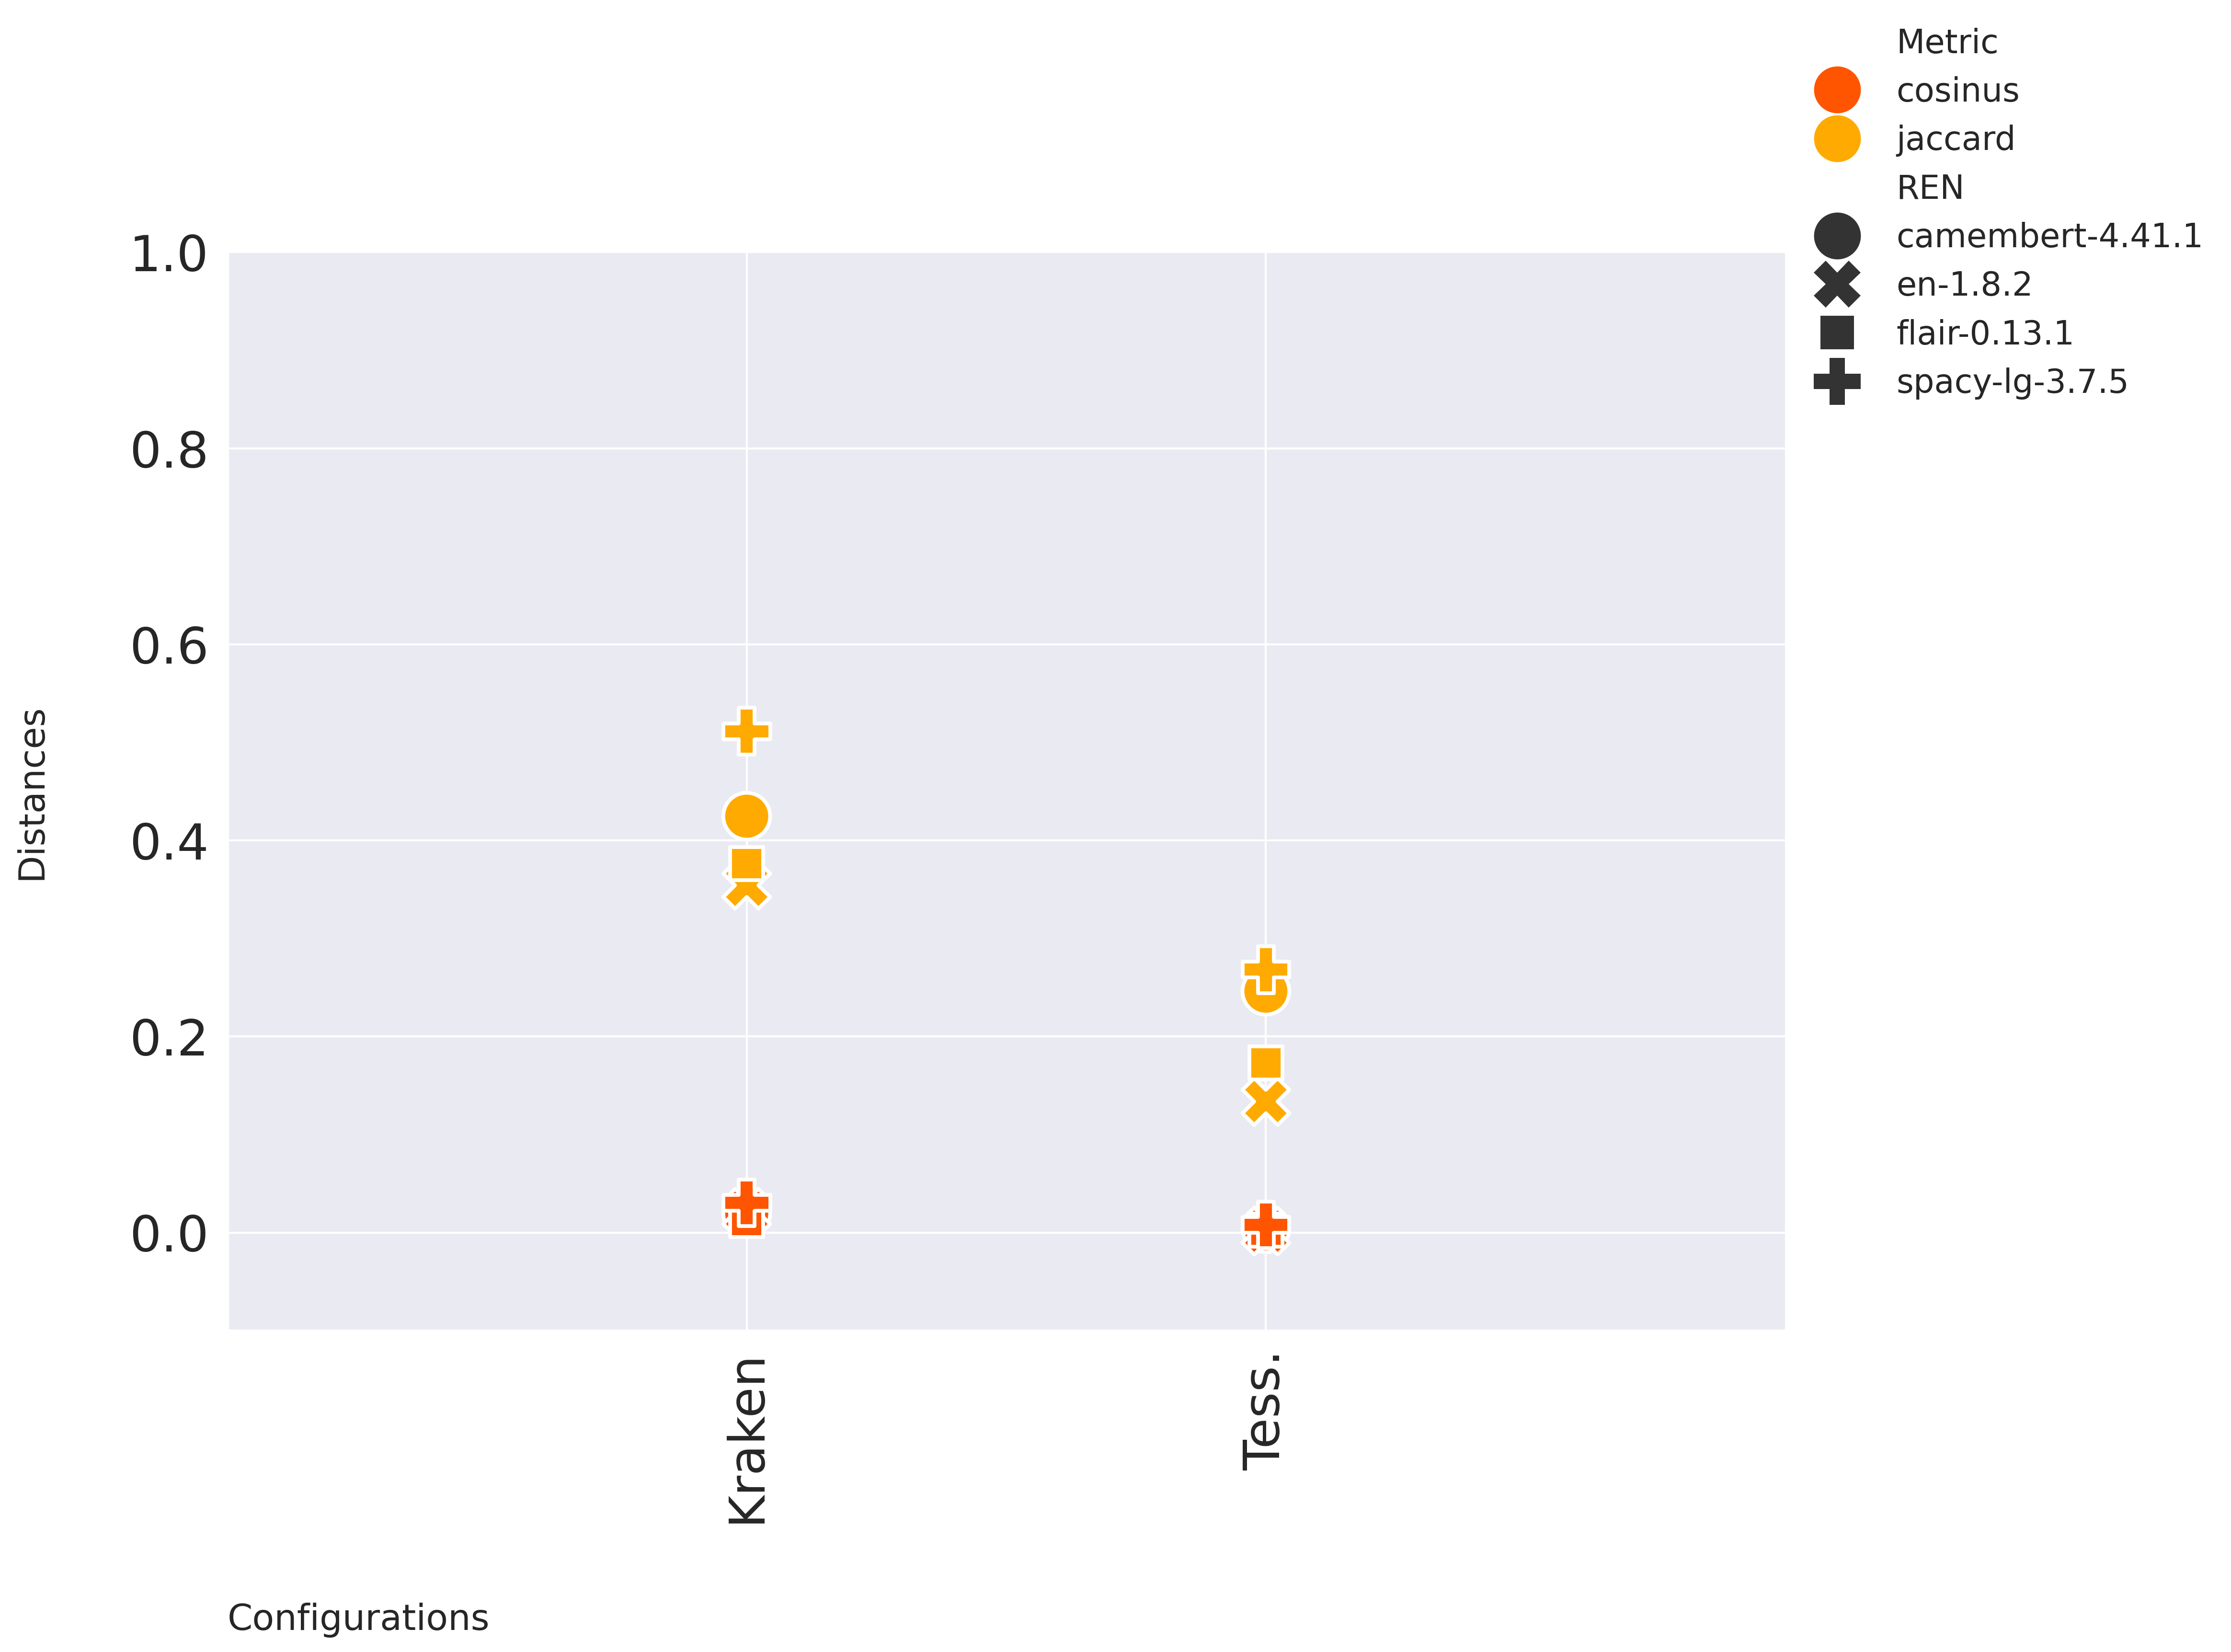 Metric
cosinus
jaccard
REN
camembert-4.41.1
en-1.8.2
flair-0.13.1
spacy-lg-3.7.5
1.0
0.8
0.6
0.4
0.2
0.0
Distances
Kraken
Tess.
Configurations